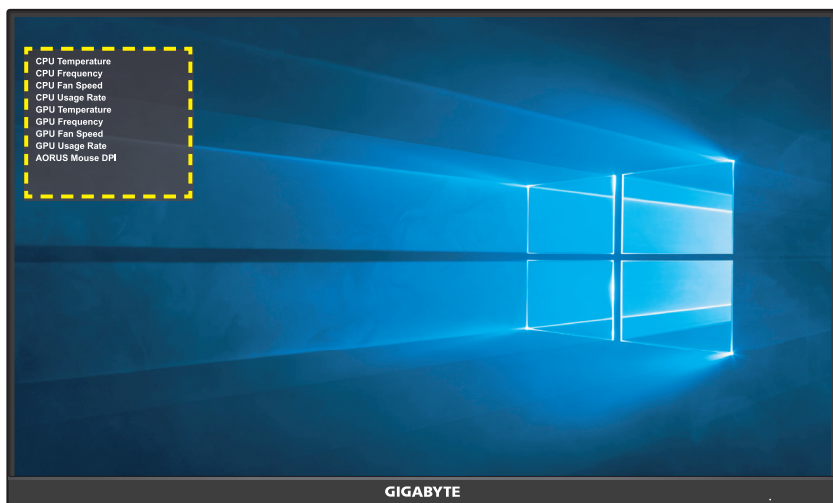 CPU Temperature
CPU Frequency
CPU Fan Speed
CPU Usage Rate
GPU Temperature
GPU Frequency
GPU Fan Speed
GPU Usage Rate
AORUS Mouse DPI
GIGABYTE